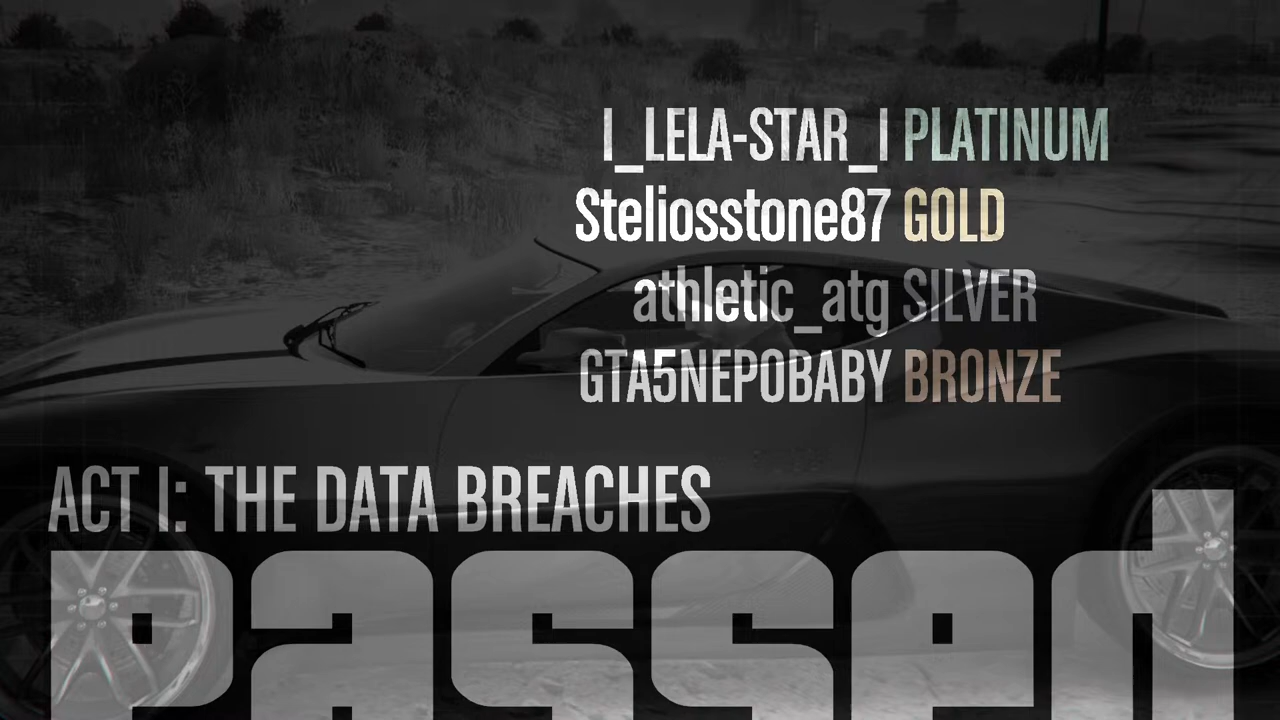 I_LELA-STAR_I PLATINUM
Steliosstone87 GOLD
athletic_atg SILVER
GTA5NEPOBABY BRONZE
ACT I: THE DATA BREACHES
passed